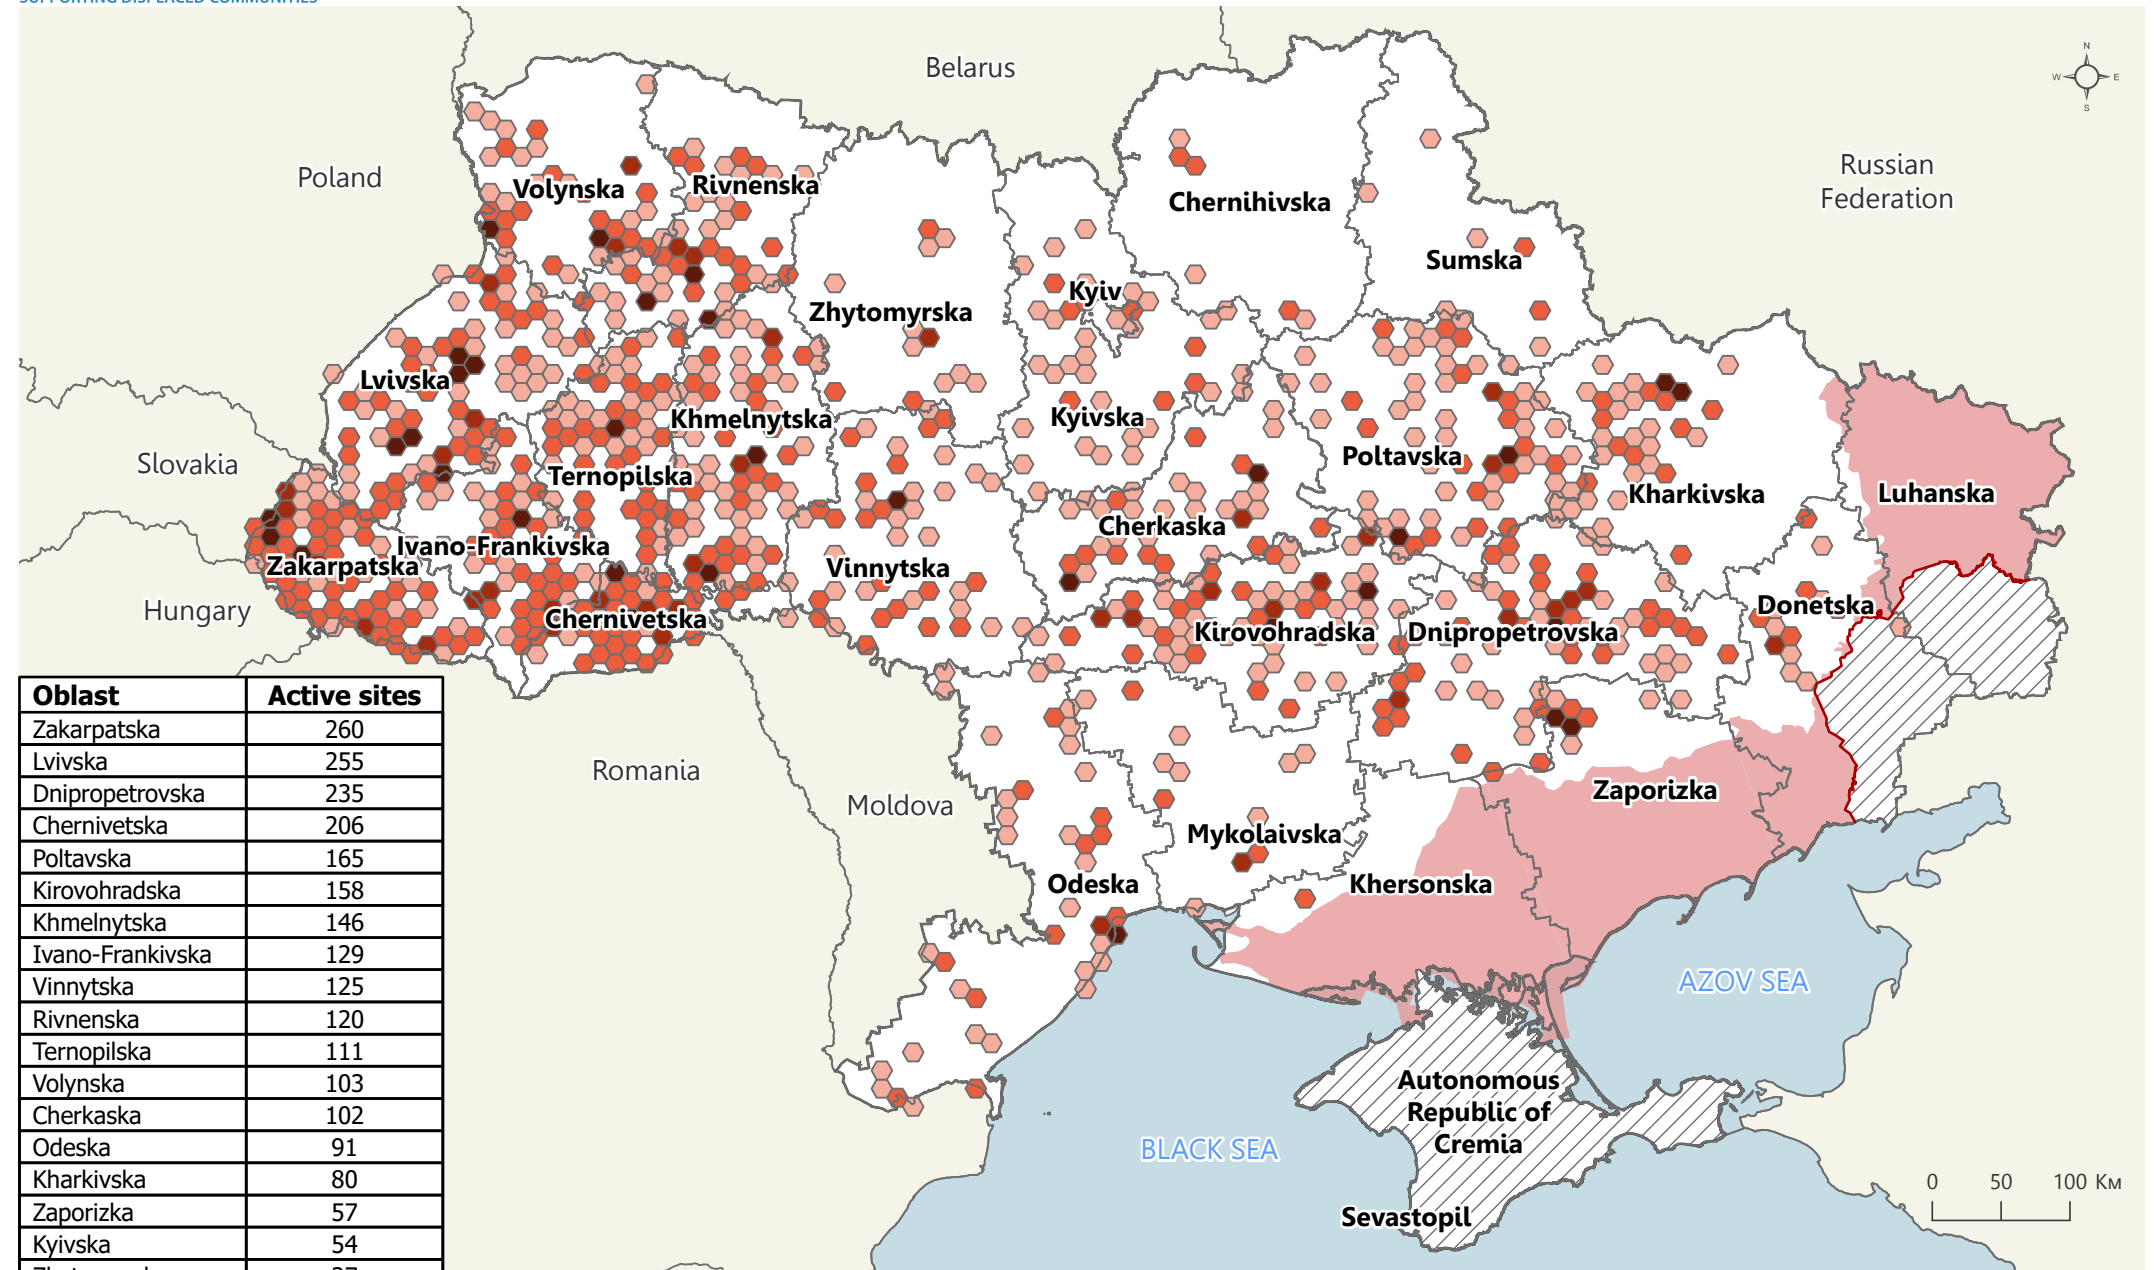 SUPPORTING DISPLACED COMMUNITIES
Belarus
N
W E
S
Poland
Russian
Federation
Volynska
Rivnenska
Chernihivska
Sumska
Kyiv
Zhytomyrska
Lvivska
Khmelnytska
Kyivska
Slovakia
Ternopilska
Poltavska
Kharkivska
Luhanska
Cherkaska
Ivano-Frankivska
Zakarpatska
Vinnytska
Hungary
Chernivetska
Kirovohradska
Dnipropetrovska
Donetska
Romania
Moldova
Zaporizka
Mykolaivska
Odeska
Khersonska
AZOV SEA
BLACK SEA
Autonomous
Republic of
Cremia
Sevastopil
0 50 100 Км
Oblast Active sites
Zakarpatska 260
Lvivska 255
Dnipropetrovska 235
Chernivetska 206
Poltavska 165
Kirovohradska 158
Khmelnytska 146
Ivano-Frankivska 129
Vinnytska 125
Rivnenska 120
Ternopilska 111
Volynska 103
Cherkaska 102
Odeska 91
Kharkivska 80
Zaporizka 57
Kyivska 54